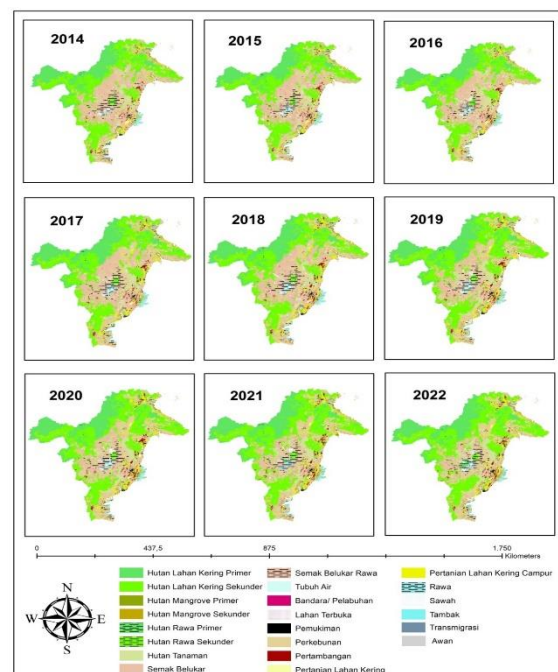 2014 2015 2016
2017 2018 2019
2020 2021 2022
0 437,5 875 1.750
Kilometers
N
W E
S
Hutan Lahan Kering Primer
Hutan Lahan Kering Sekunder
Hutan Mangrove Primer
Hutan Mangrove Sekunder
Hutan Rawa Primer
Hutan Rawa Sekunder
Hutan Tanaman
Semak Belukar
Semak Belukar Rawa
Tubuh Air
Bandara/ Pelabuhan
Lahan Terbuka
Pemukiman
Perkebunan
Pertambangan
Pertanian Lahan Kering
Pertanian Lahan Kering Campur
Rawa
Sawah
Tambak
Transmigrasi
Awan